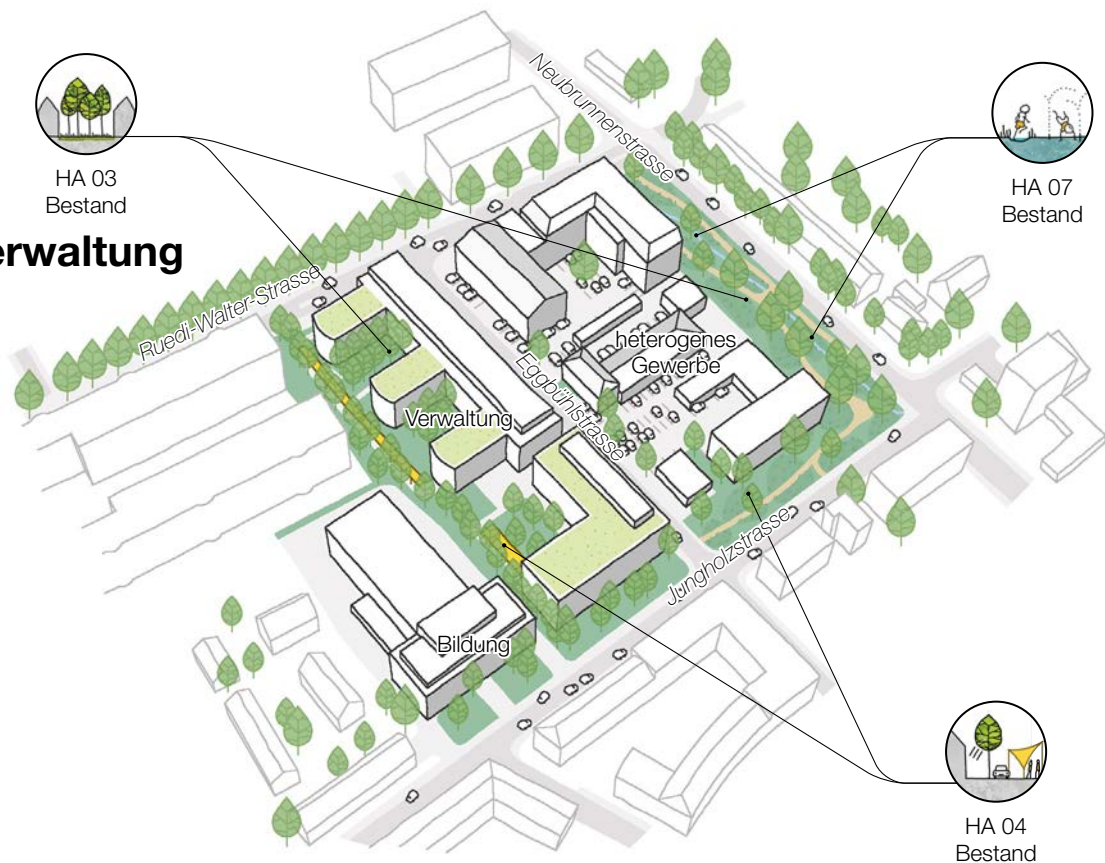 Neubrunnenstrasse
HA 03
Bestand
HA 07
Bestand
erwaltung
Ruedi-Walter-Strasse
heterogenes
Gewerbe
Eggbühlstrasse
Verwaltung
Jungholzstrasse
Bildung
HA 04
Bestand